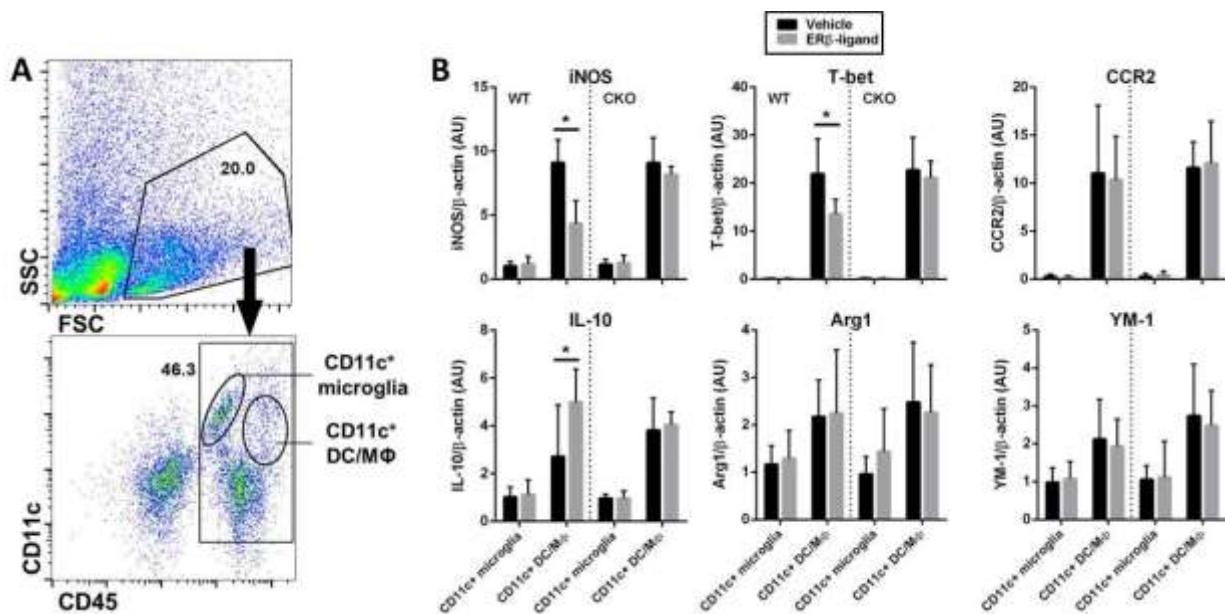 A
SSC
20.0
FSC
46.3
CD11c⁺
microglia
CD11c⁺
DC/MΦ
CD11c
CD45
Vehicle
ERβ-ligand
B
iNOS
WT
CKO
*
iNOS/β-actin (AU)
15
10
5
0
T-bet
WT
CKO
*
T-bet/β-actin (AU)
40
30
20
10
0
CCR2
CCR2/β-actin (AU)
20
15
10
5
0
IL-10
*
IL-10/β-actin (AU)
8
6
4
2
0
CD11c+ microglia
CD11c+ DC/MΦ
CD11c+ microglia
CD11c+ DC/MΦ
Arg1
Arg1/β-actin (AU)
4
3
2
1
0
CD11c+ microglia
CD11c+ DC/MΦ
CD11c+ microglia
CD11c+ DC/MΦ
YM-1
YM-1/β-actin (AU)
5
4
3
2
1
0
CD11c+ microglia
CD11c+ DC/MΦ
CD11c+ microglia
CD11c+ DC/MΦ